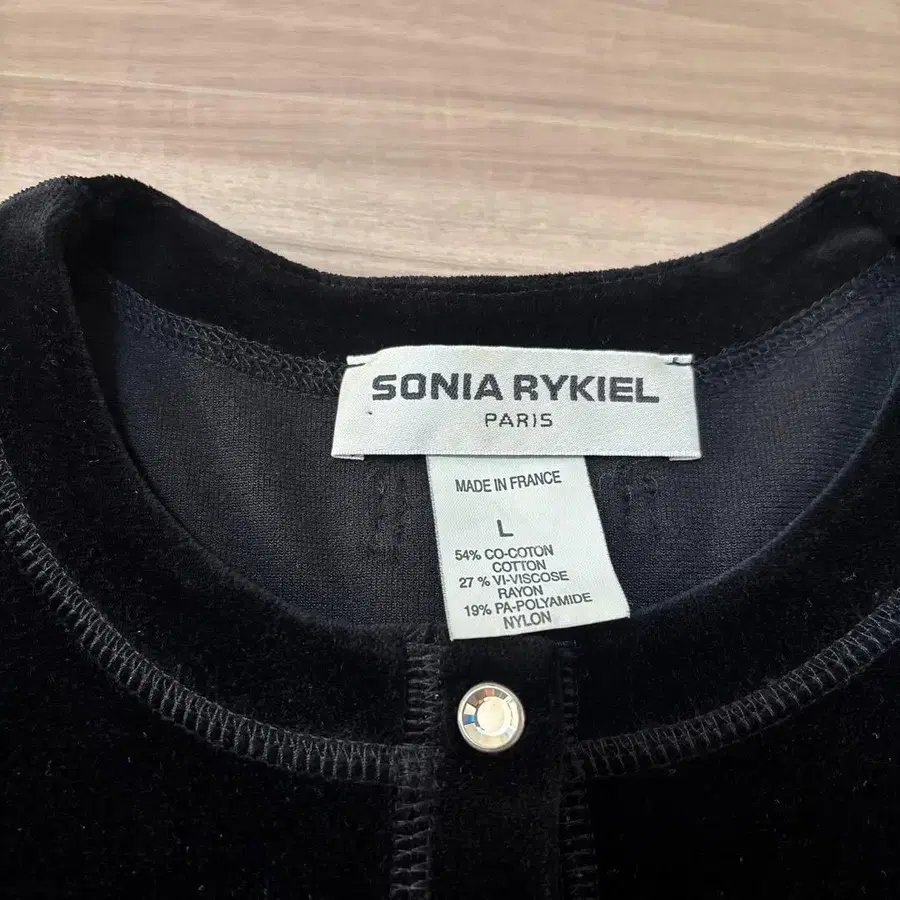 SONIA RYKIEL
PARIS
MADE IN FRANCE
L
54% CO-COTON
COTTON
27 % VI-VISCOSE
RAYON
19% PA-POLYAMIDE
NYLON